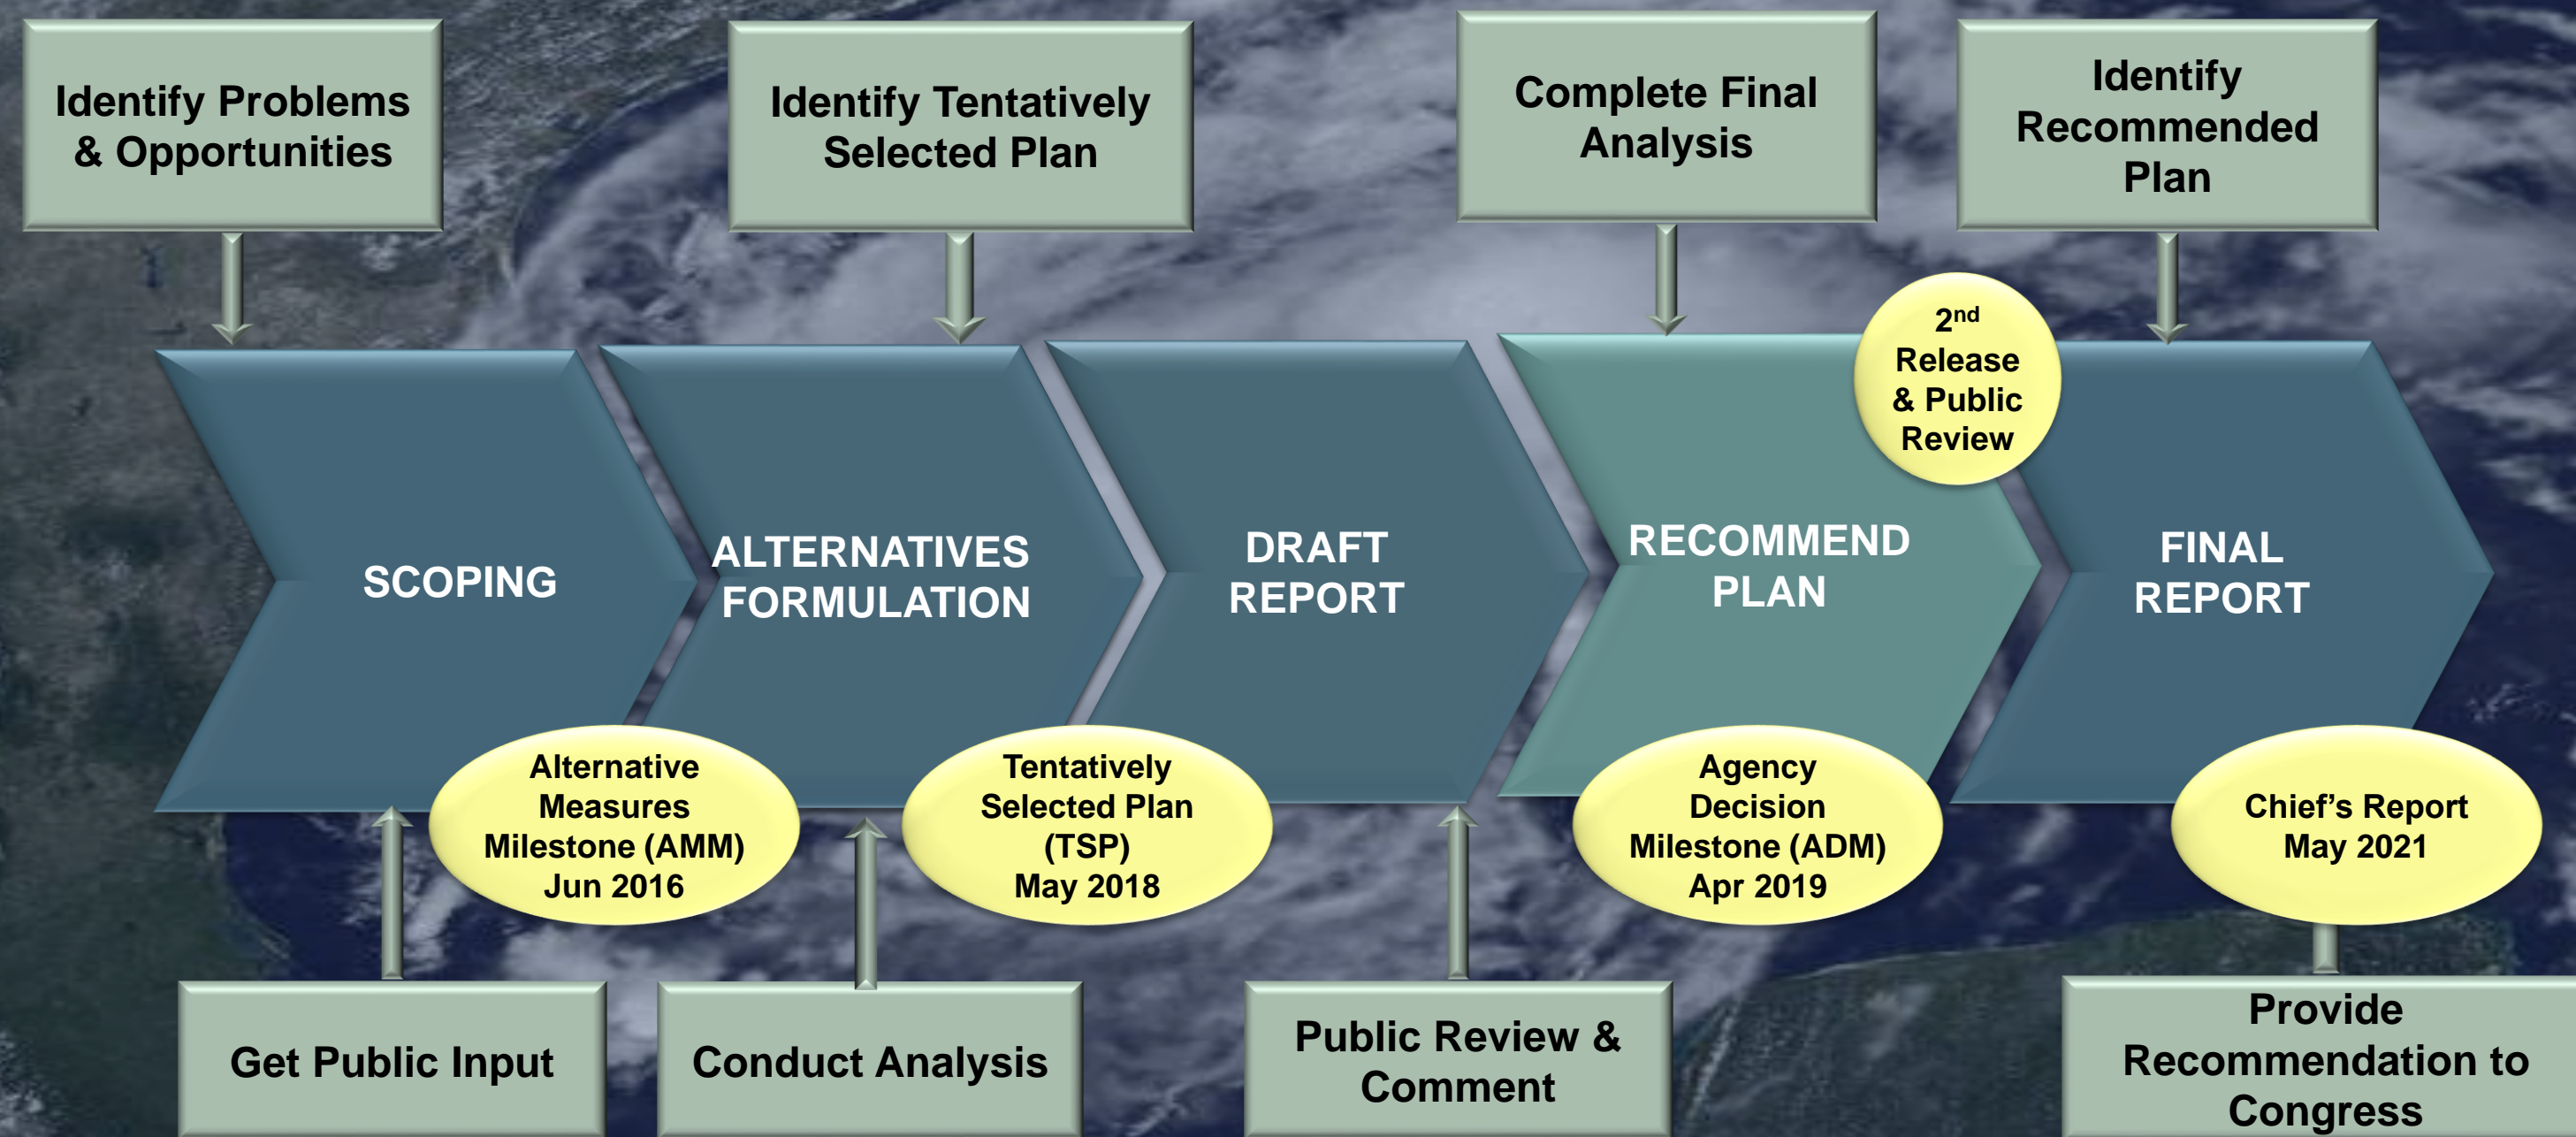 Identify Problems
& Opportunities
Identify Tentatively
Selected Plan
Complete Final
Analysis
Identify
Recommended
Plan
2nd
Release
& Public
Review
SCOPING
ALTERNATIVES
FORMULATION
DRAFT
REPORT
RECOMMEND
PLAN
FINAL
REPORT
Alternative
Measures
Milestone (AMM)
Jun 2016
Tentatively
Selected Plan
(TSP)
May 2018
Agency
Decision
Milestone (ADM)
Apr 2019
Chief’s Report
May 2021
Get Public Input
Conduct Analysis
Public Review &
Comment
Provide
Recommendation to
Congress